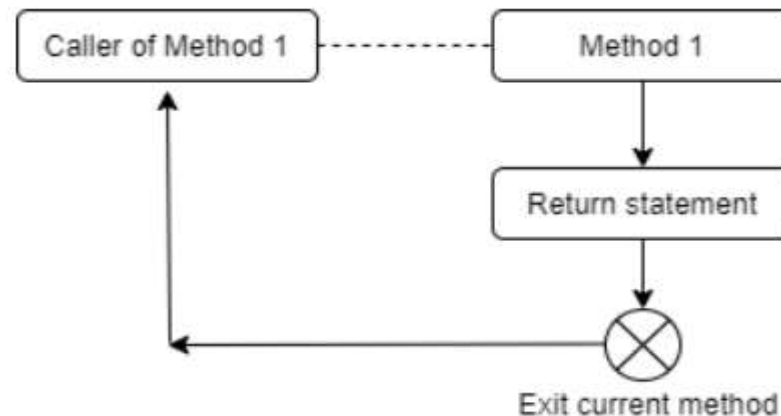 Caller of Method 1
Method 1
Return statement
Exit current method